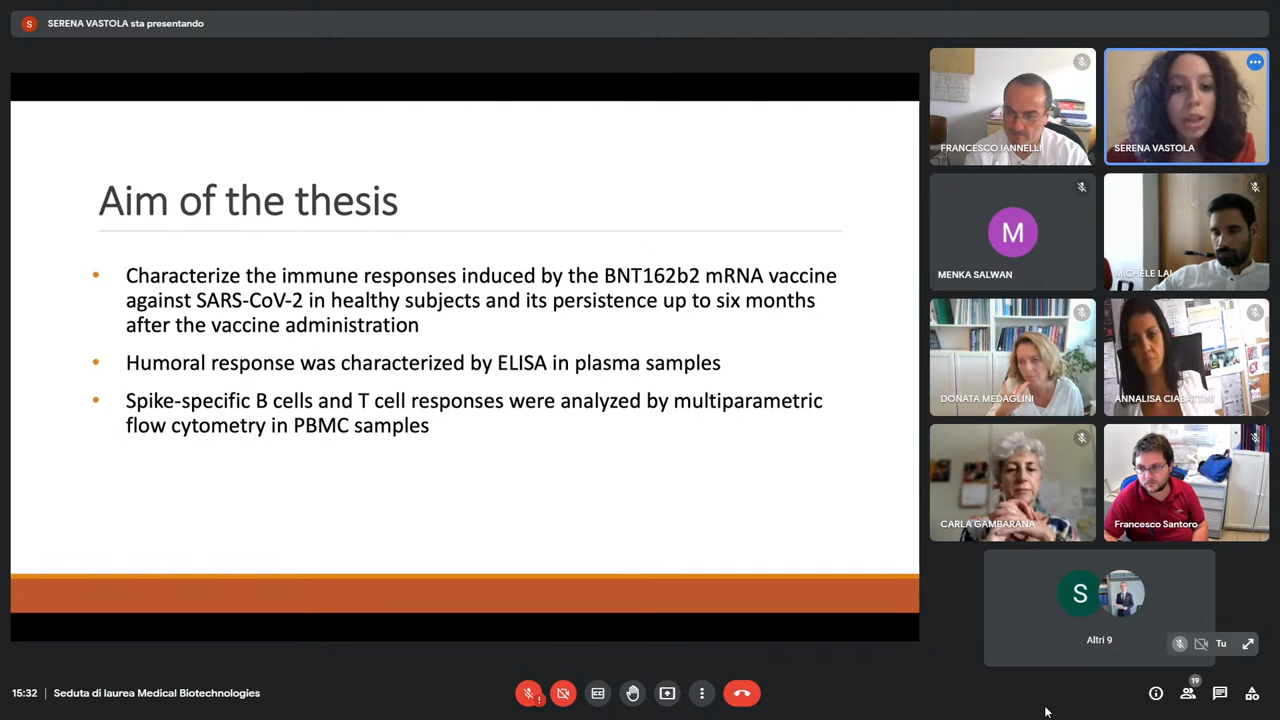 S
SERENA VASTOLA sta presentando
Aim of the thesis
• Characterize the immune responses induced by the BNT162b2 mRNA vaccine
against SARS-CoV-2 in healthy subjects and its persistence up to six months
after the vaccine administration
• Humoral response was characterized by ELISA in plasma samples
• Spike-specific B cells and T cell responses were analyzed by multiparametric
flow cytometry in PBMC samples
FRANCESCO IANNELLI
SERENA VASTOLA
M
MENKA SALWAN
MICHELE LAI
DONATA MEDAGLINI
ANNALISA CIABATTINI
CARLA GAMBARANA
Francesco Santoro
S
Altri 9
Tu
15:32
Seduta di laurea Medical Biotechnologies
19